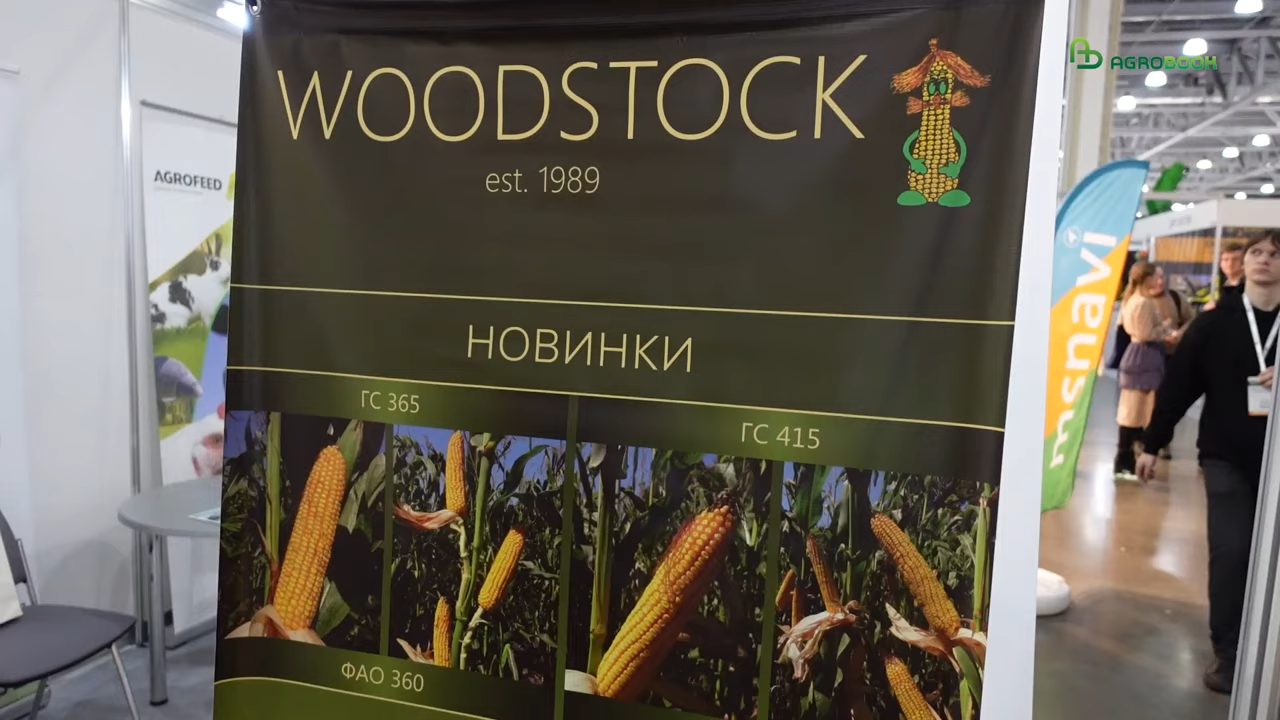 AGROBOOK
WOODSTOCK
est. 1989
AGROFEED
msnavi
НОВИНКИ
ГС 365
ГС 415
ФАО 360